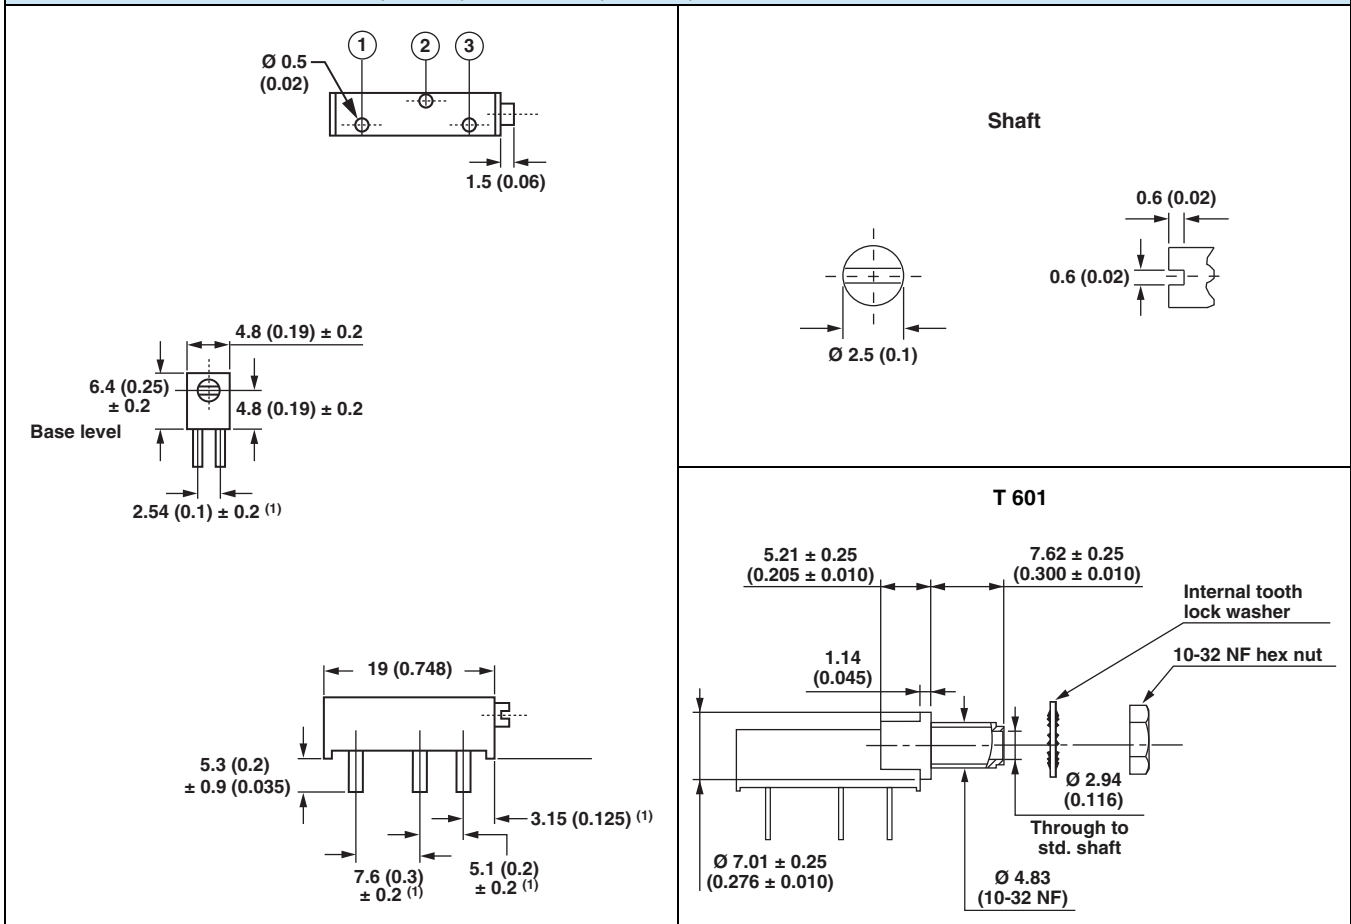 1
2
3
Ø 0.5
(0.02)
1.5 (0.06)
4.8 (0.19) ± 0.2
6.4 (0.25)
± 0.2
4.8 (0.19) ± 0.2
Base level
2.54 (0.1) ± 0.2 (1)
19 (0.748)
5.3 (0.2)
± 0.9 (0.035)
3.15 (0.125) (1)
7.6 (0.3)
± 0.2 (1)
5.1 (0.2)
± 0.2 (1)
Shaft
0.6 (0.02)
0.6 (0.02)
Ø 2.5 (0.1)
T 601
5.21 ± 0.25
(0.205 ± 0.010)
7.62 ± 0.25
(0.300 ± 0.010)
Internal tooth
lock washer
10-32 NF hex nut
1.14
(0.045)
Ø 2.94
(0.116)
Through to
std. shaft
Ø 7.01 ± 0.25
(0.276 ± 0.010)
Ø 4.83
(10-32 NF)